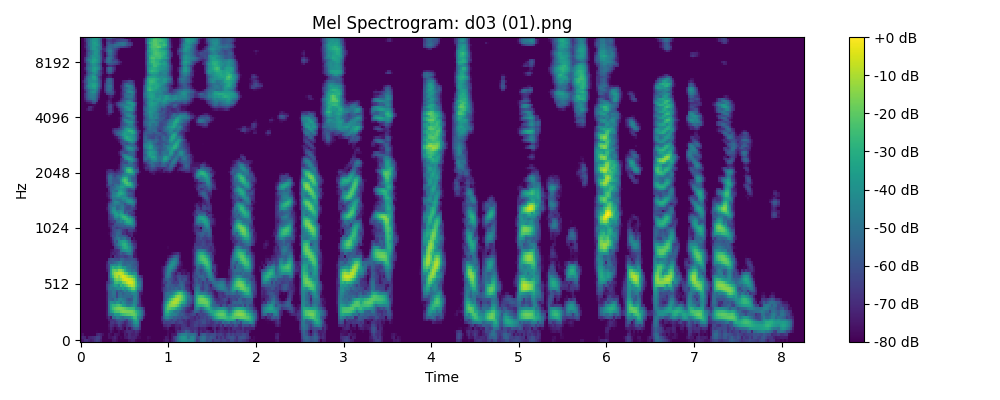 Mel Spectrogram: d03 (01).png
Hz
8192
4096
2048
1024
512
0
0 1 2 3 4 5 6 7 8
Time
+0 dB
-10 dB
-20 dB
-30 dB
-40 dB
-50 dB
-60 dB
-70 dB
-80 dB